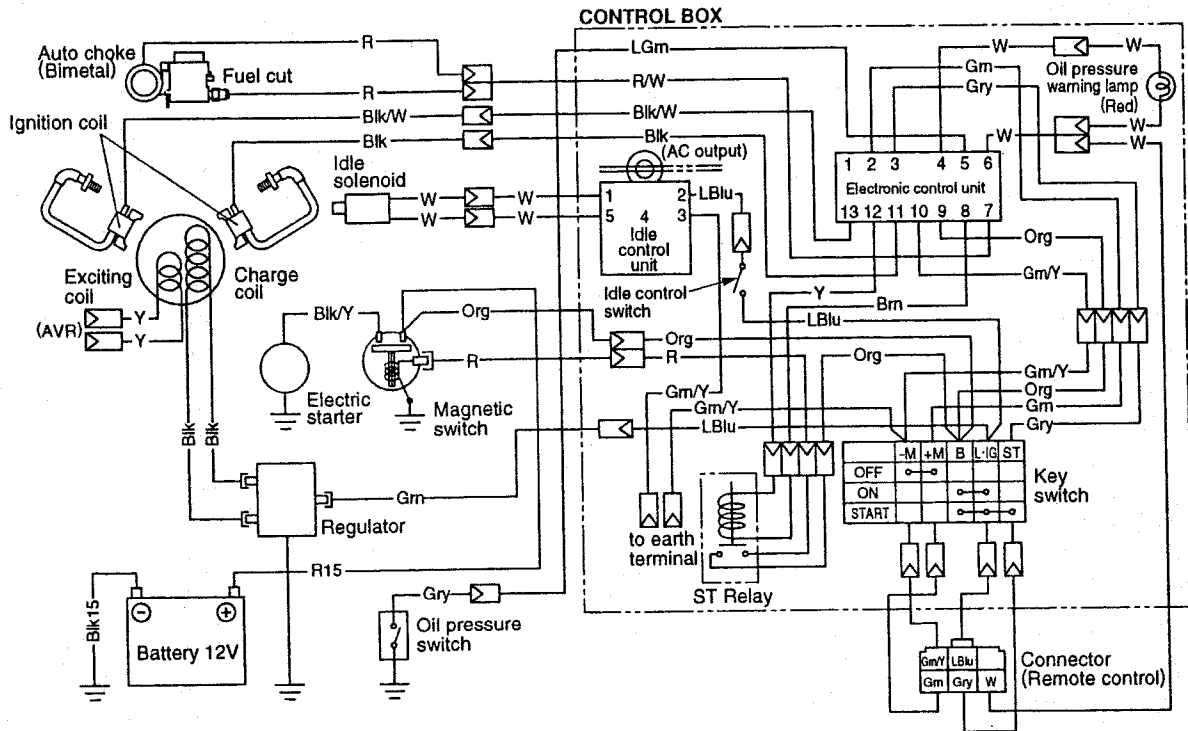 CONTROL BOX
Auto choke
(Bimetal)
Fuel cut
R
R
LGrn
R/W
W
W
Grn
Gry
Oil pressure
warning lamp
(Red)
Ignition coil
Blk/W
Blk/W
Blk
Blk
W
W
W
(AC output)
Idle
solenoid
W
W
W
W
1 2 3 4 5 6
Electronic control unit
13 12 11 10 9 8 7
1 2
5 4 3
Idle
control
unit
LBlu
Exciting
coil
Charge
coil
(AVR)
Y
Y
Idle control
switch
Org
Grn/Y
Y
Brn
LBlu
Blk/Y
Org
Org
R
R
Org
Electric
starter
Magnetic
switch
Grn/Y
Grn/Y
LBlu
Grn/Y
Org
Grn
Gry
Blk
Blk
-M +M B L·IG ST
OFF
ON
START
Key
switch
Regulator
Grn
to earth
terminal
ST Relay
R15
Blk15
Battery 12V
Gry
Oil pressure
switch
Grn/Y LBlu
Grn Gry W
Connector
(Remote control)